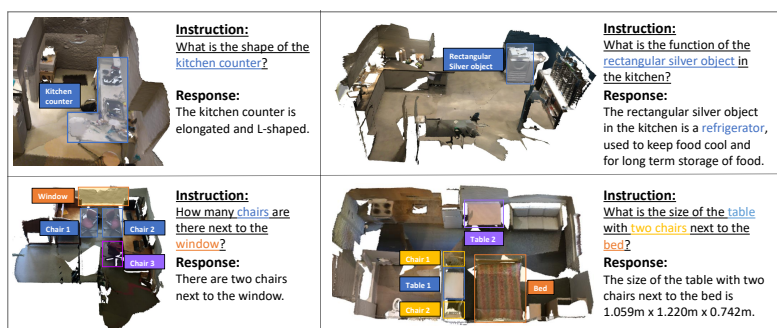 Kitchen
counter
Instruction:
What is the shape of the
kitchen counter?
Response:
The kitchen counter is
elongated and L-shaped.
Rectangular
Silver object
Instruction:
What is the function of the
rectangular silver object in
the kitchen?
Response:
The rectangular silver object
in the kitchen is a refrigerator,
used to keep food cool and
for long term storage of food.
Window
Chair 1
Chair 2
Chair 3
Instruction:
How many chairs are
there next to the
window?
Response:
There are two chairs
next to the window.
Table 2
Chair 1
Table 1
Chair 2
Bed
Instruction:
What is the size of the table
with two chairs next to the
bed?
Response:
The size of the table with two
chairs next to the bed is
1.059m x 1.220m x 0.742m.